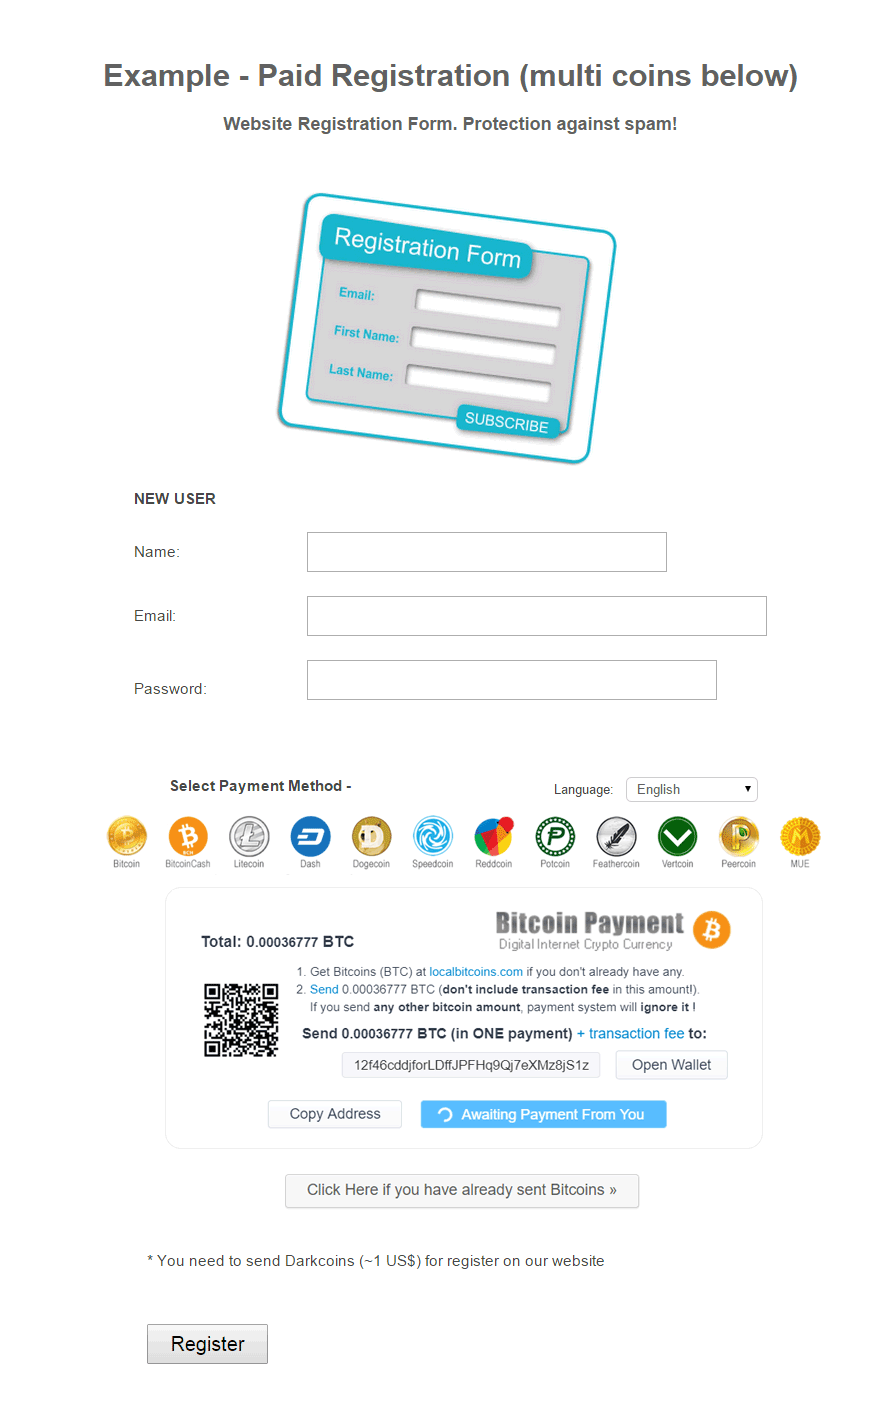 Example - Paid Registration (multi coins below)
Website Registration Form. Protection against spam!
Registration Form
Email:
First Name:
Last Name:
SUBSCRIBE
NEW USER
Name:
Email:
Password:
Select Payment Method -
Language: English
Bitcoin BitcoinCash Litecoin Dash Dogecoin Speedcoin Reddcoin Potcoin Feathercoin Vertcoin Peercoin MUE
Bitcoin Payment
Digital Internet Crypto Currency
Total: 0.00036777 BTC
1. Get Bitcoins (BTC) at localbitcoins.com if you don't already have any.
2. Send 0.00036777 BTC (don't include transaction fee in this amount!).
If you send any other bitcoin amount, payment system will ignore it !
Send 0.00036777 BTC (in ONE payment) + transaction fee to:
12f46cddjforLDffJPFHq9Qj7eXMz8jS1z
Open Wallet
Copy Address
Awaiting Payment From You
Click Here if you have already sent Bitcoins »
* You need to send Darkcoins (~1 US$) for register on our website
Register